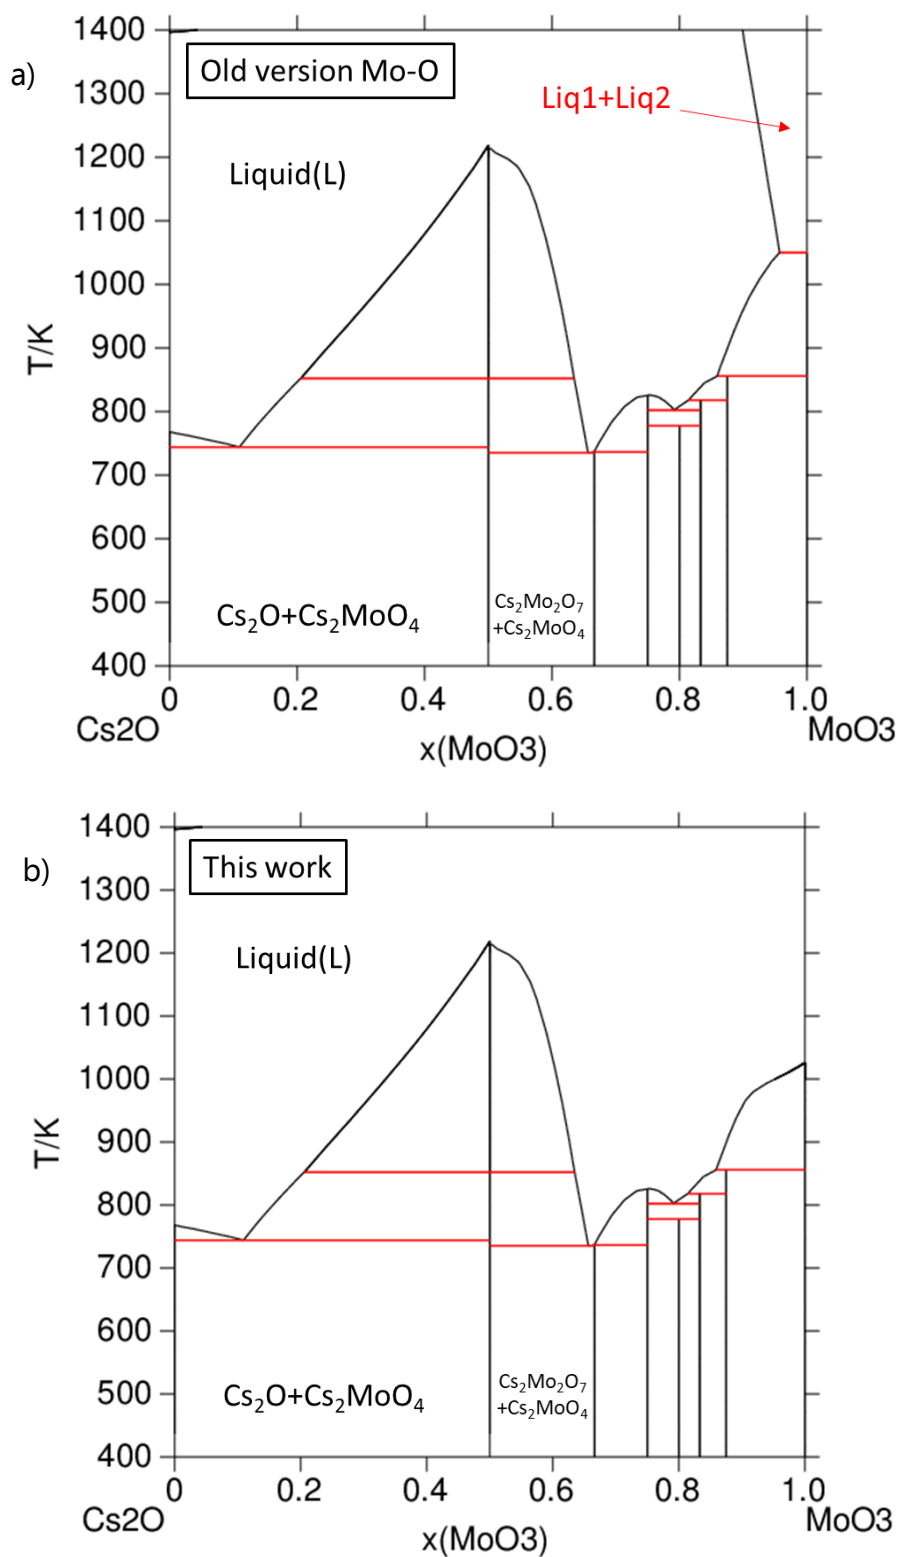 a)
Old version Mo-O
1400
1300
1200
1100
1000
900
800
700
600
500
400
T/K
Liq1+Liq2
Liquid(L)
Cs₂O+Cs₂MoO₄
Cs₂Mo₂O₇
+Cs₂MoO₄
0 0.2 0.4 0.6 0.8 1.0
Cs2O
MoO3
x(MoO3)
b)
This work
1400
1300
1200
1100
1000
900
800
700
600
500
400
T/K
Liquid(L)
Cs₂O+Cs₂MoO₄
Cs₂Mo₂O₇
+Cs₂MoO₄
0 0.2 0.4 0.6 0.8 1.0
Cs2O
MoO3
x(MoO3)